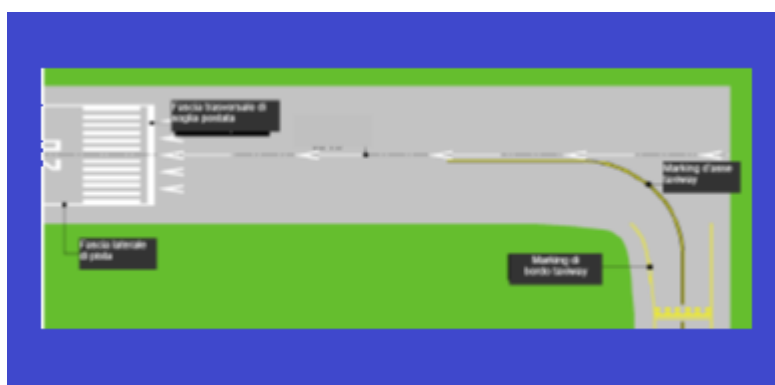 Fascia trasversale di
soglia spostata
Marking d'asse
taxiway
Fascia laterale
di pista
Marking di
bordo taxiway